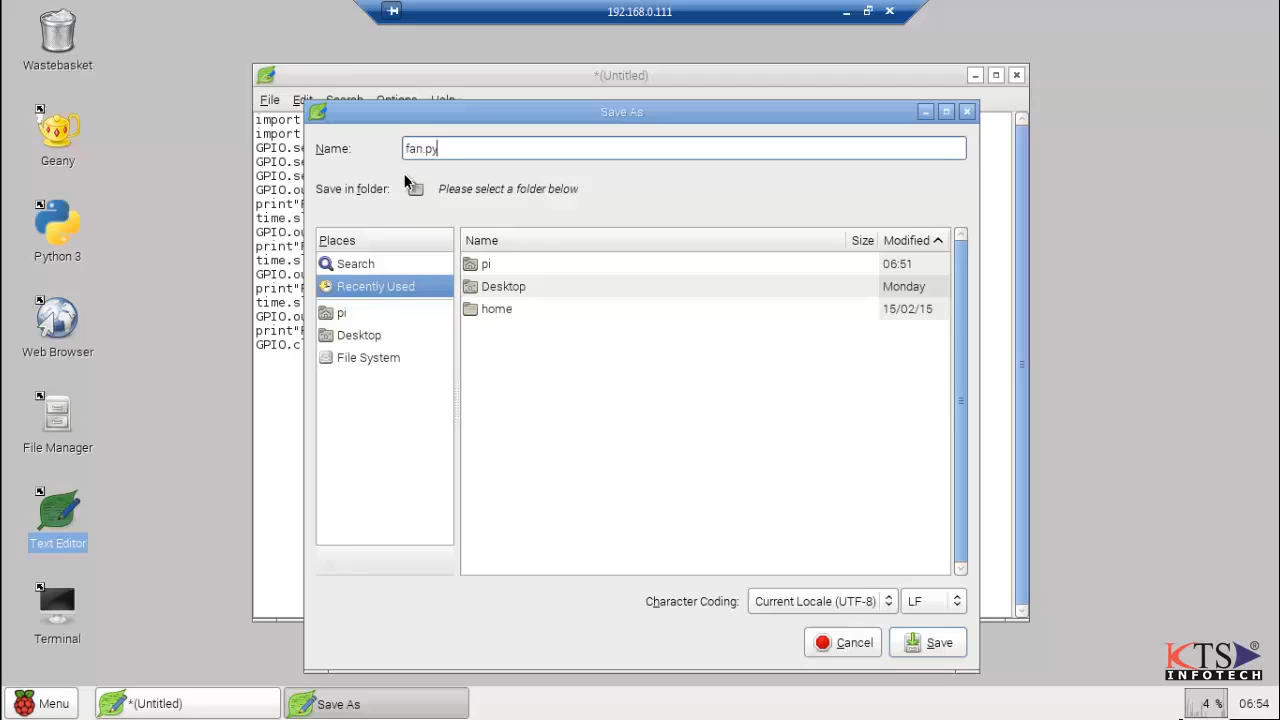 192.168.0.111
Wastebasket
Geany
Python 3
Web Browser
File Manager
Text Editor
Terminal
*(Untitled)
File
import
import
GPIO.se
GPIO.
GPIO.se
GPIO.ou
print"
time.s
GPIO.ou
print"
time.s
GPIO.ou
print"
time.s
GPIO.ou
print"
GPIO.c
Save As
Name: fan.py
Save in folder: Please select a folder below
Places
Search
Recently Used
pi
Desktop
File System
Name Size Modified
pi 06:51
Desktop Monday
home 15/02/15
Character Coding: Current Locale (UTF-8) LF
Cancel Save
KTS ®
INFOTECH
Menu *(Untitled) Save As 4 % 06:54